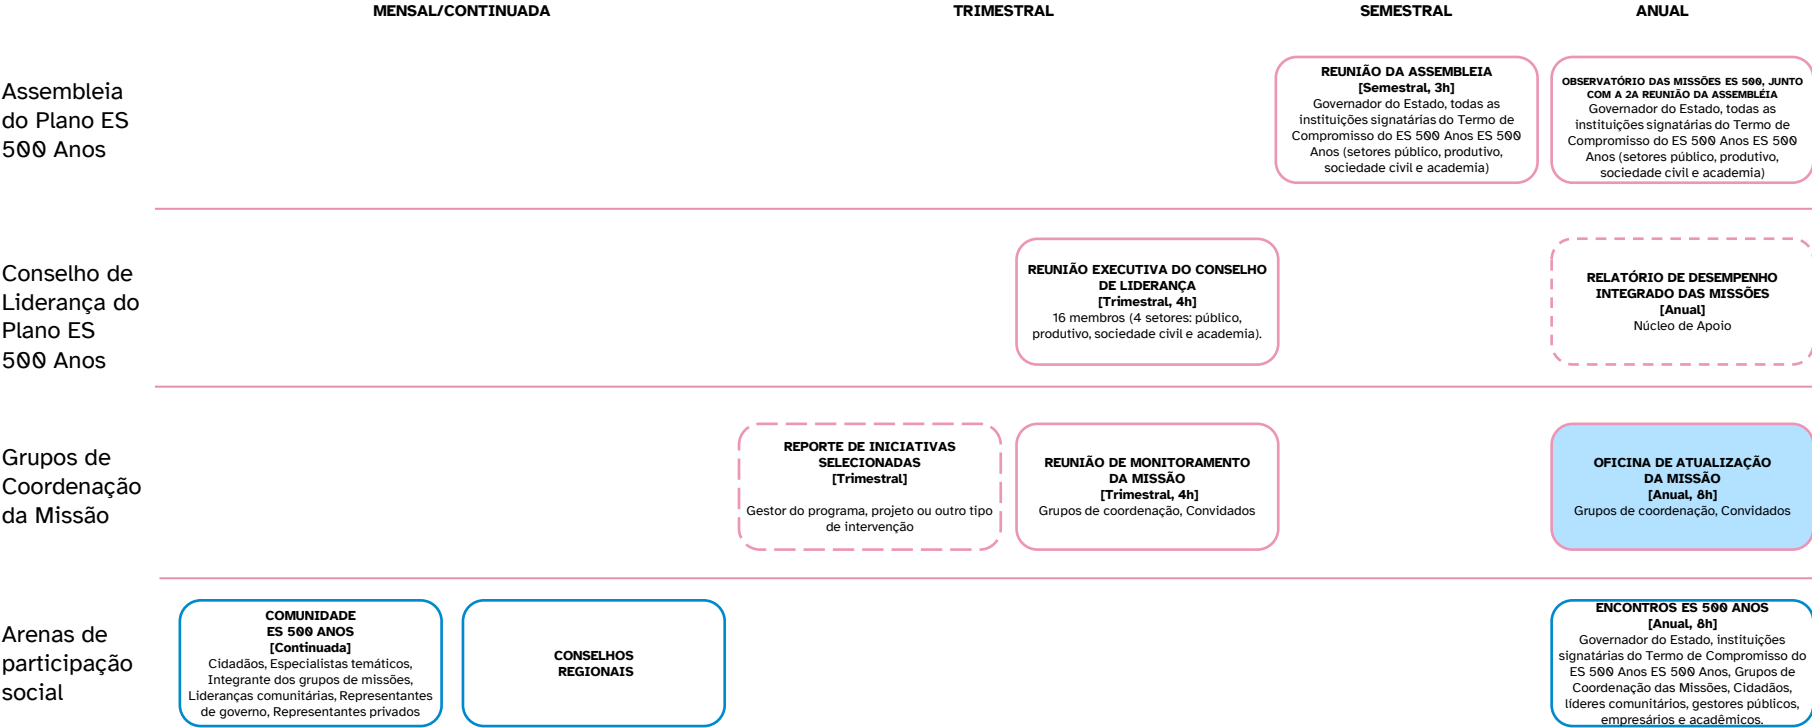 MENSAL/CONTINUADA
TRIMESTRAL
SEMESTRAL
ANUAL
Assembleia
do Plano ES
500 Anos
REUNIÃO DA ASSEMBLEIA
[Semestral, 3h]
Governador do Estado, todas as
instituições signatárias do Termo de
Compromisso do ES 500 Anos ES 500
Anos (setores público, produtivo,
sociedade civil e academia)
OBSERVATÓRIO DAS MISSÕES ES 500, JUNTO
COM A 2A REUNIÃO DA ASSEMBLÉIA
Governador do Estado, todas as
instituições signatárias do Termo de
Compromisso do ES 500 Anos ES 500
Anos (setores público, produtivo,
sociedade civil e academia)
Conselho de
Liderança do
Plano ES
500 Anos
REUNIÃO EXECUTIVA DO CONSELHO
DE LIDERANÇA
[Trimestral, 4h]
16 membros (4 setores: público,
produtivo, sociedade civil e academia).
RELATÓRIO DE DESEMPENHO
INTEGRADO DAS MISSÕES
[Anual]
Núcleo de Apoio
Grupos de
Coordenação
da Missão
REPORTE DE INICIATIVAS
SELECIONADAS
[Trimestral]
Gestor do programa, projeto ou outro tipo
de intervenção
REUNIÃO DE MONITORAMENTO
DA MISSÃO
[Trimestral, 4h]
Grupos de coordenação, Convidados
OFICINA DE ATUALIZAÇÃO
DA MISSÃO
[Anual, 8h]
Grupos de coordenação, Convidados
Arenas de
participação
social
COMUNIDADE
ES 500 ANOS
[Continuada]
Cidadãos, Especialistas temáticos,
Integrante dos grupos de missões,
Lideranças comunitárias, Representantes
de governo, Representantes privados
CONSELHOS
REGIONAIS
ENCONTROS ES 500 ANOS
[Anual, 8h]
Governador do Estado, instituições
signatárias do Termo de Compromisso do
ES 500 Anos ES 500 Anos, Grupos de
Coordenação das Missões, Cidadãos,
líderes comunitários, gestores públicos,
empresários e acadêmicos.